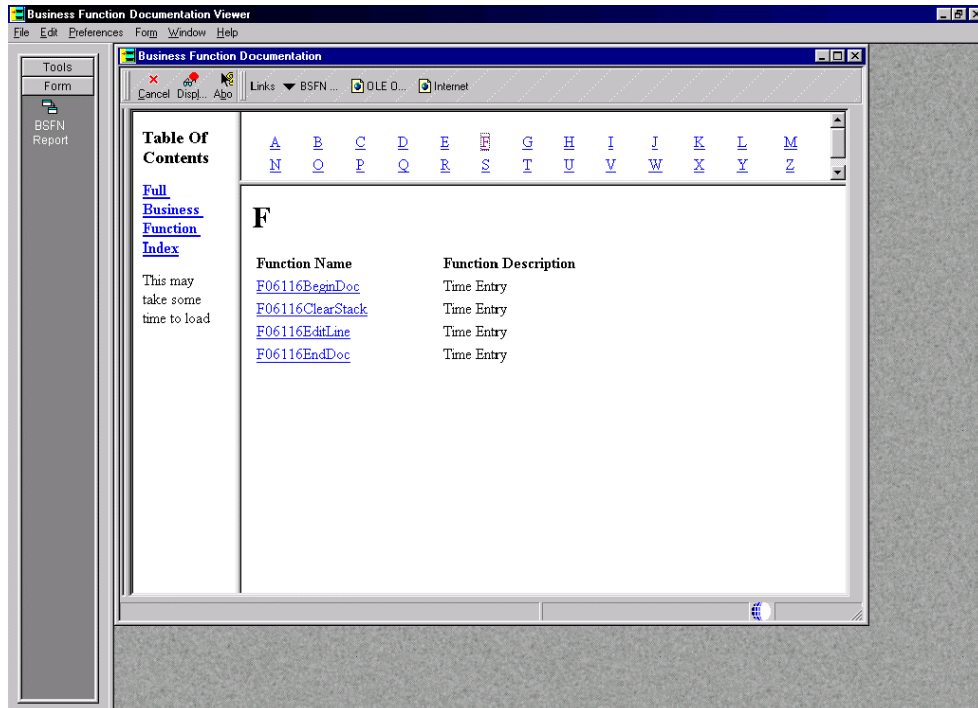 Business Function Documentation Viewer
File Edit Preferences Form Window Help
Tools
Form
BSFN
Report
Business Function Documentation
Cancel Displ... Abo
Links BSFN ... OLE O... Internet
Table Of
Contents
Full
Business
Function
Index
This may
take some
time to load
A B C D E F G H I J K L M
N O P Q R S T U V W X Y Z
F
Function Name Function Description
F06116BeginDoc Time Entry
F06116ClearStack Time Entry
F06116EditLine Time Entry
F06116EndDoc Time Entry